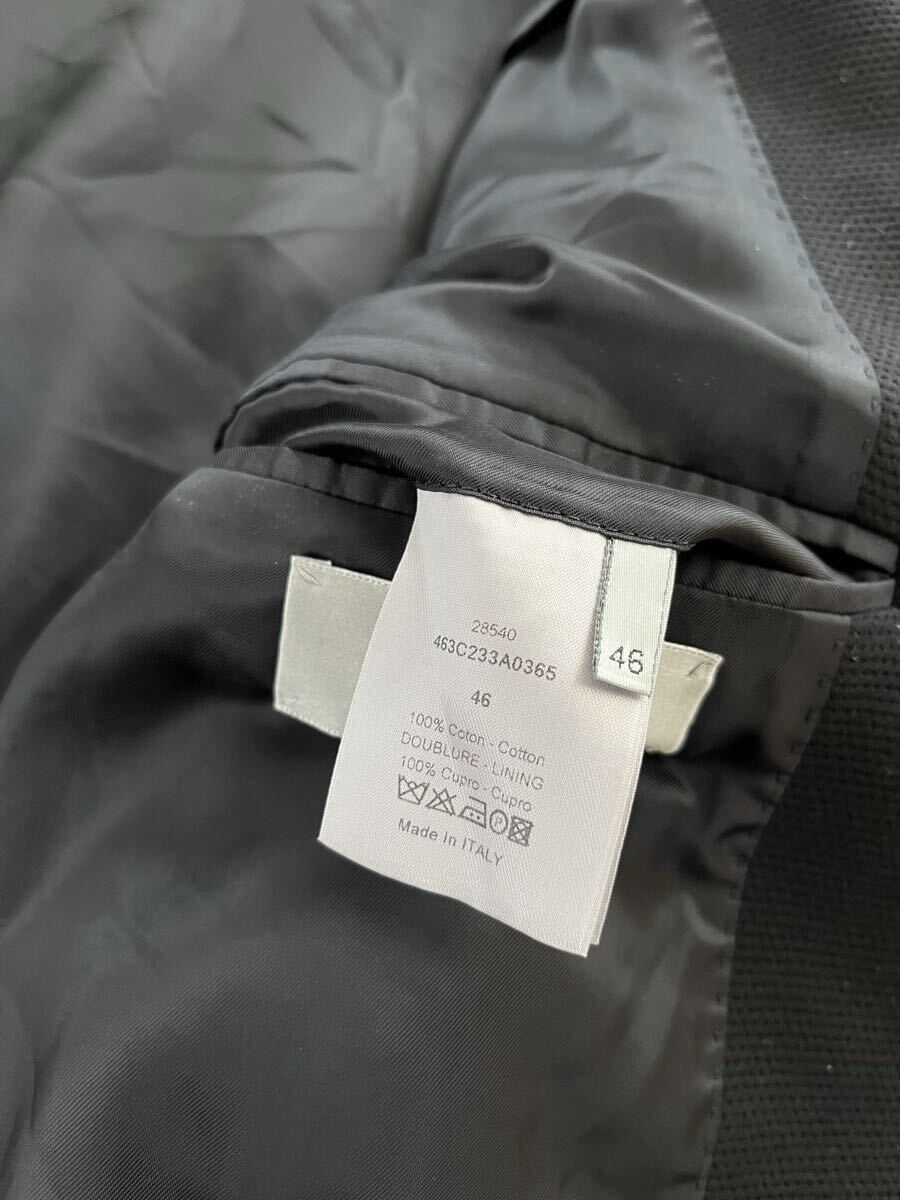 28540
463C233A0365
46
100% Coton - Cotton
DOUBLURE - LINING
100% Cupro - Cupro
P
Made in ITALY
46